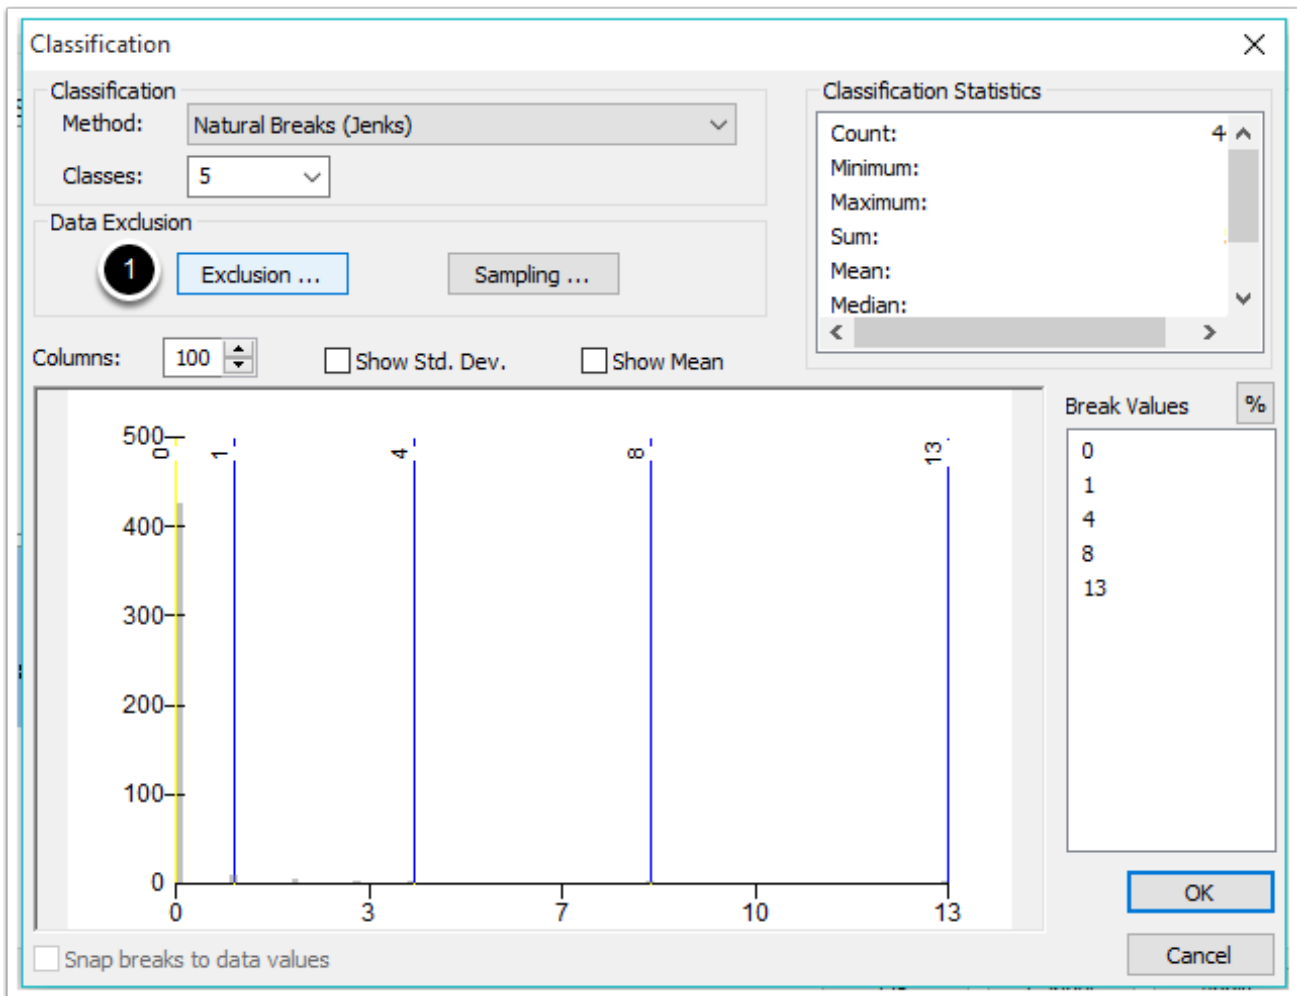 Classification
Classification
Method: Natural Breaks (Jenks)
Classes: 5
Classification Statistics
Count: 4
Minimum:
Maximum:
Sum:
Mean:
Median:
Data Exclusion
1 Exclusion ... Sampling ...
Columns: 100 Show Std. Dev. Show Mean
Break Values %
0
1
4
8
13
500
400
300
200
100
0
0 1 4 8 13
0 3 7 10 13
Snap breaks to data values
OK
Cancel